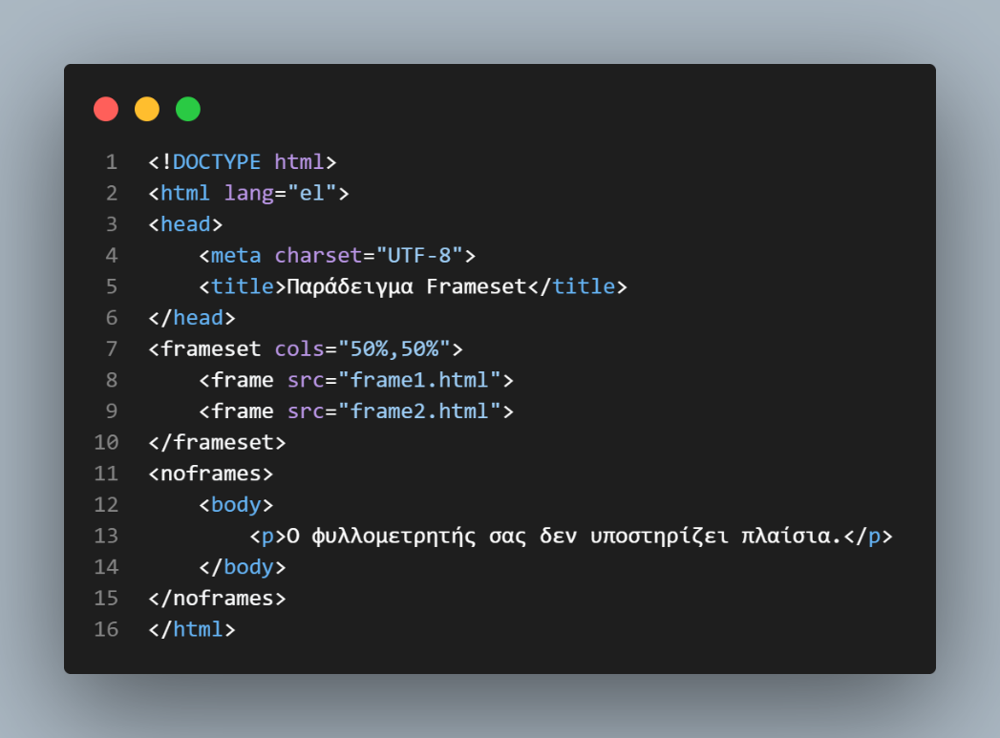 1 <!DOCTYPE html>
2 <html lang="el">
3 <head>
4     <meta charset="UTF-8">
5     <title>Παράδειγμα Frameset</title>
6 </head>
7 <frameset cols="50%,50%">
8     <frame src="frame1.html">
9     <frame src="frame2.html">
10 </frameset>
11 <noframes>
12     <body>
13         <p>Ο φυλλομετρητής σας δεν υποστηρίζει πλαίσια.</p>
14     </body>
15 </noframes>
16 </html>